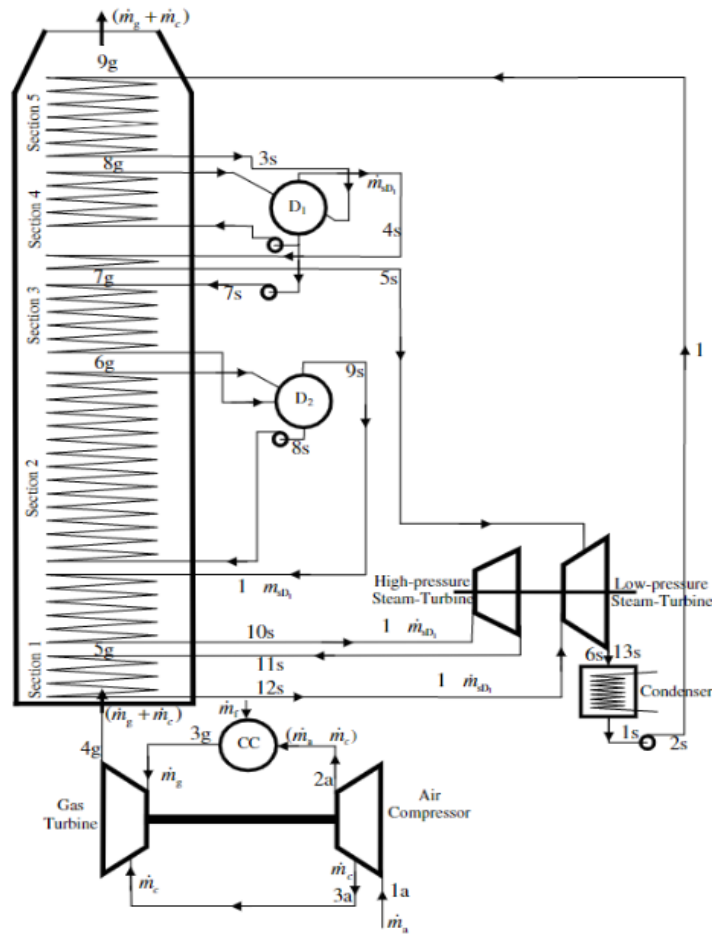 (ṁg + ṁc)
9g
Section 5
3s
8g
ṁsD1
D1
Section 4
4s
7g
7s
5s
Section 3
6g
9s
D2
8s
1
Section 2
High-pressure
Steam-Turbine
Low-pressure
Steam-Turbine
1 msD1
10s
1 ṁsD1
5g
11s
6s
13s
Section 1
12s
1 ṁsD1
Condenser
(ṁg + ṁc)
ṁf
1s
2s
4g
3g
CC
(ṁa ṁc)
ṁg
2a
Gas
Turbine
Air
Compressor
ṁc
ṁc
3a
1a
ṁa